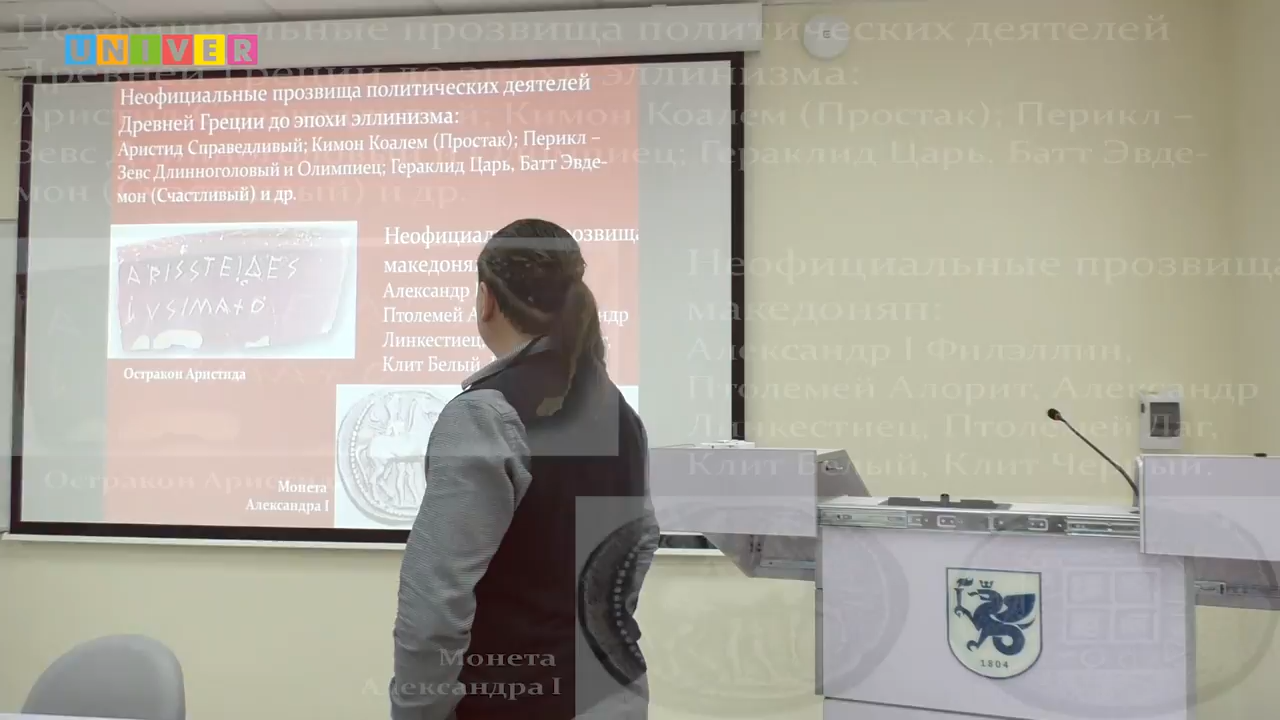 UNIVER
Неофициальные прозвища политических деятелей
Древней Греции до эпохи эллинизма:
Аристид Справедливый; Кимон Коалем (Простак); Перикл –
Зевс Длинноголовый и Олимпиец; Гераклид Царь, Батт Эвде-
мон (Счастливый) и др.
ARISSTEIDES
LVSIMAXO
Остракон Аристида
Неофициальные прозвища
македонян:
Александр I Филэллин
Птолемей Алорит; Александр
Линкестиец, Птолемей Лаг,
Клит Белый, Клит Черный.
Монета
Александра I
1804